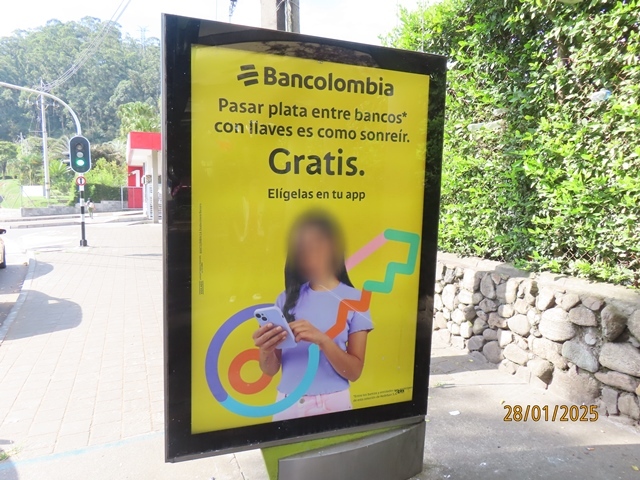 Bancolombia
Pasar plata entre bancos*
con llaves es como sonreír.
Gratis.
Elígelas en tu app
28/01/2025